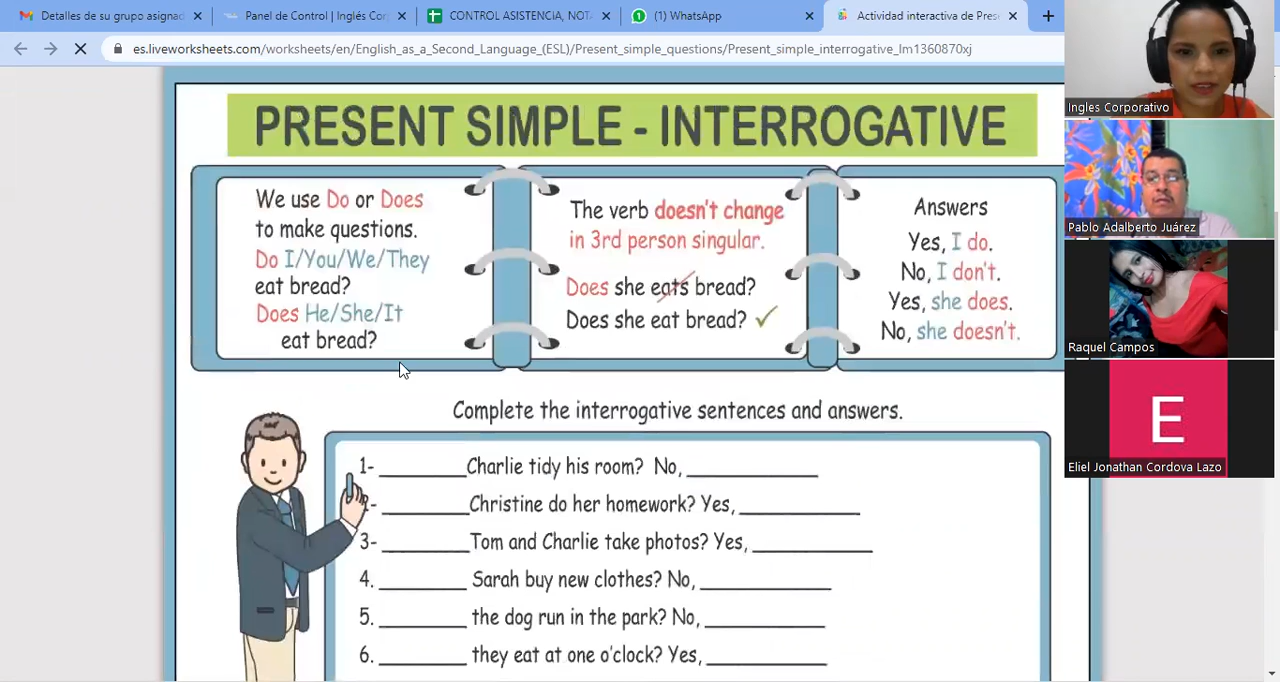 Detalles de su grupo asignad
Panel de Control | Ingles Cor
CONTROL ASISTENCIA, NOT
(1) WhatsApp
Actividad interactiva de Pres
es.liveworksheets.com/worksheets/en/English_as_a_Second_Language_(ESL)/Present_simple_questions/Present_simple_interrogative_lm1360870xj
PRESENT SIMPLE - INTERROGATIVE
We use Do or Does
to make questions.
Do I/You/We/They
eat bread?
Does He/She/It
eat bread?
The verb doesn't change
in 3rd person singular.
Does she eats bread?
Does she eat bread? ✓
Answers
Yes, I do.
No, I don't.
Yes, she does.
No, she doesn't.
Complete the interrogative sentences and answers.
1- ________Charlie tidy his room? No, ____________
2- ________Christine do her homework? Yes, ___________
3- ________Tom and Charlie take photos? Yes, ___________
4. ________ Sarah buy new clothes? No, ____________
5. ________ the dog run in the park? No, ___________
6. ________ they eat at one o'clock? Yes, ___________
Ingles Corporativo
Pablo Adalberto Juárez
Raquel Campos
E
Eliel Jonathan Cordova Lazo